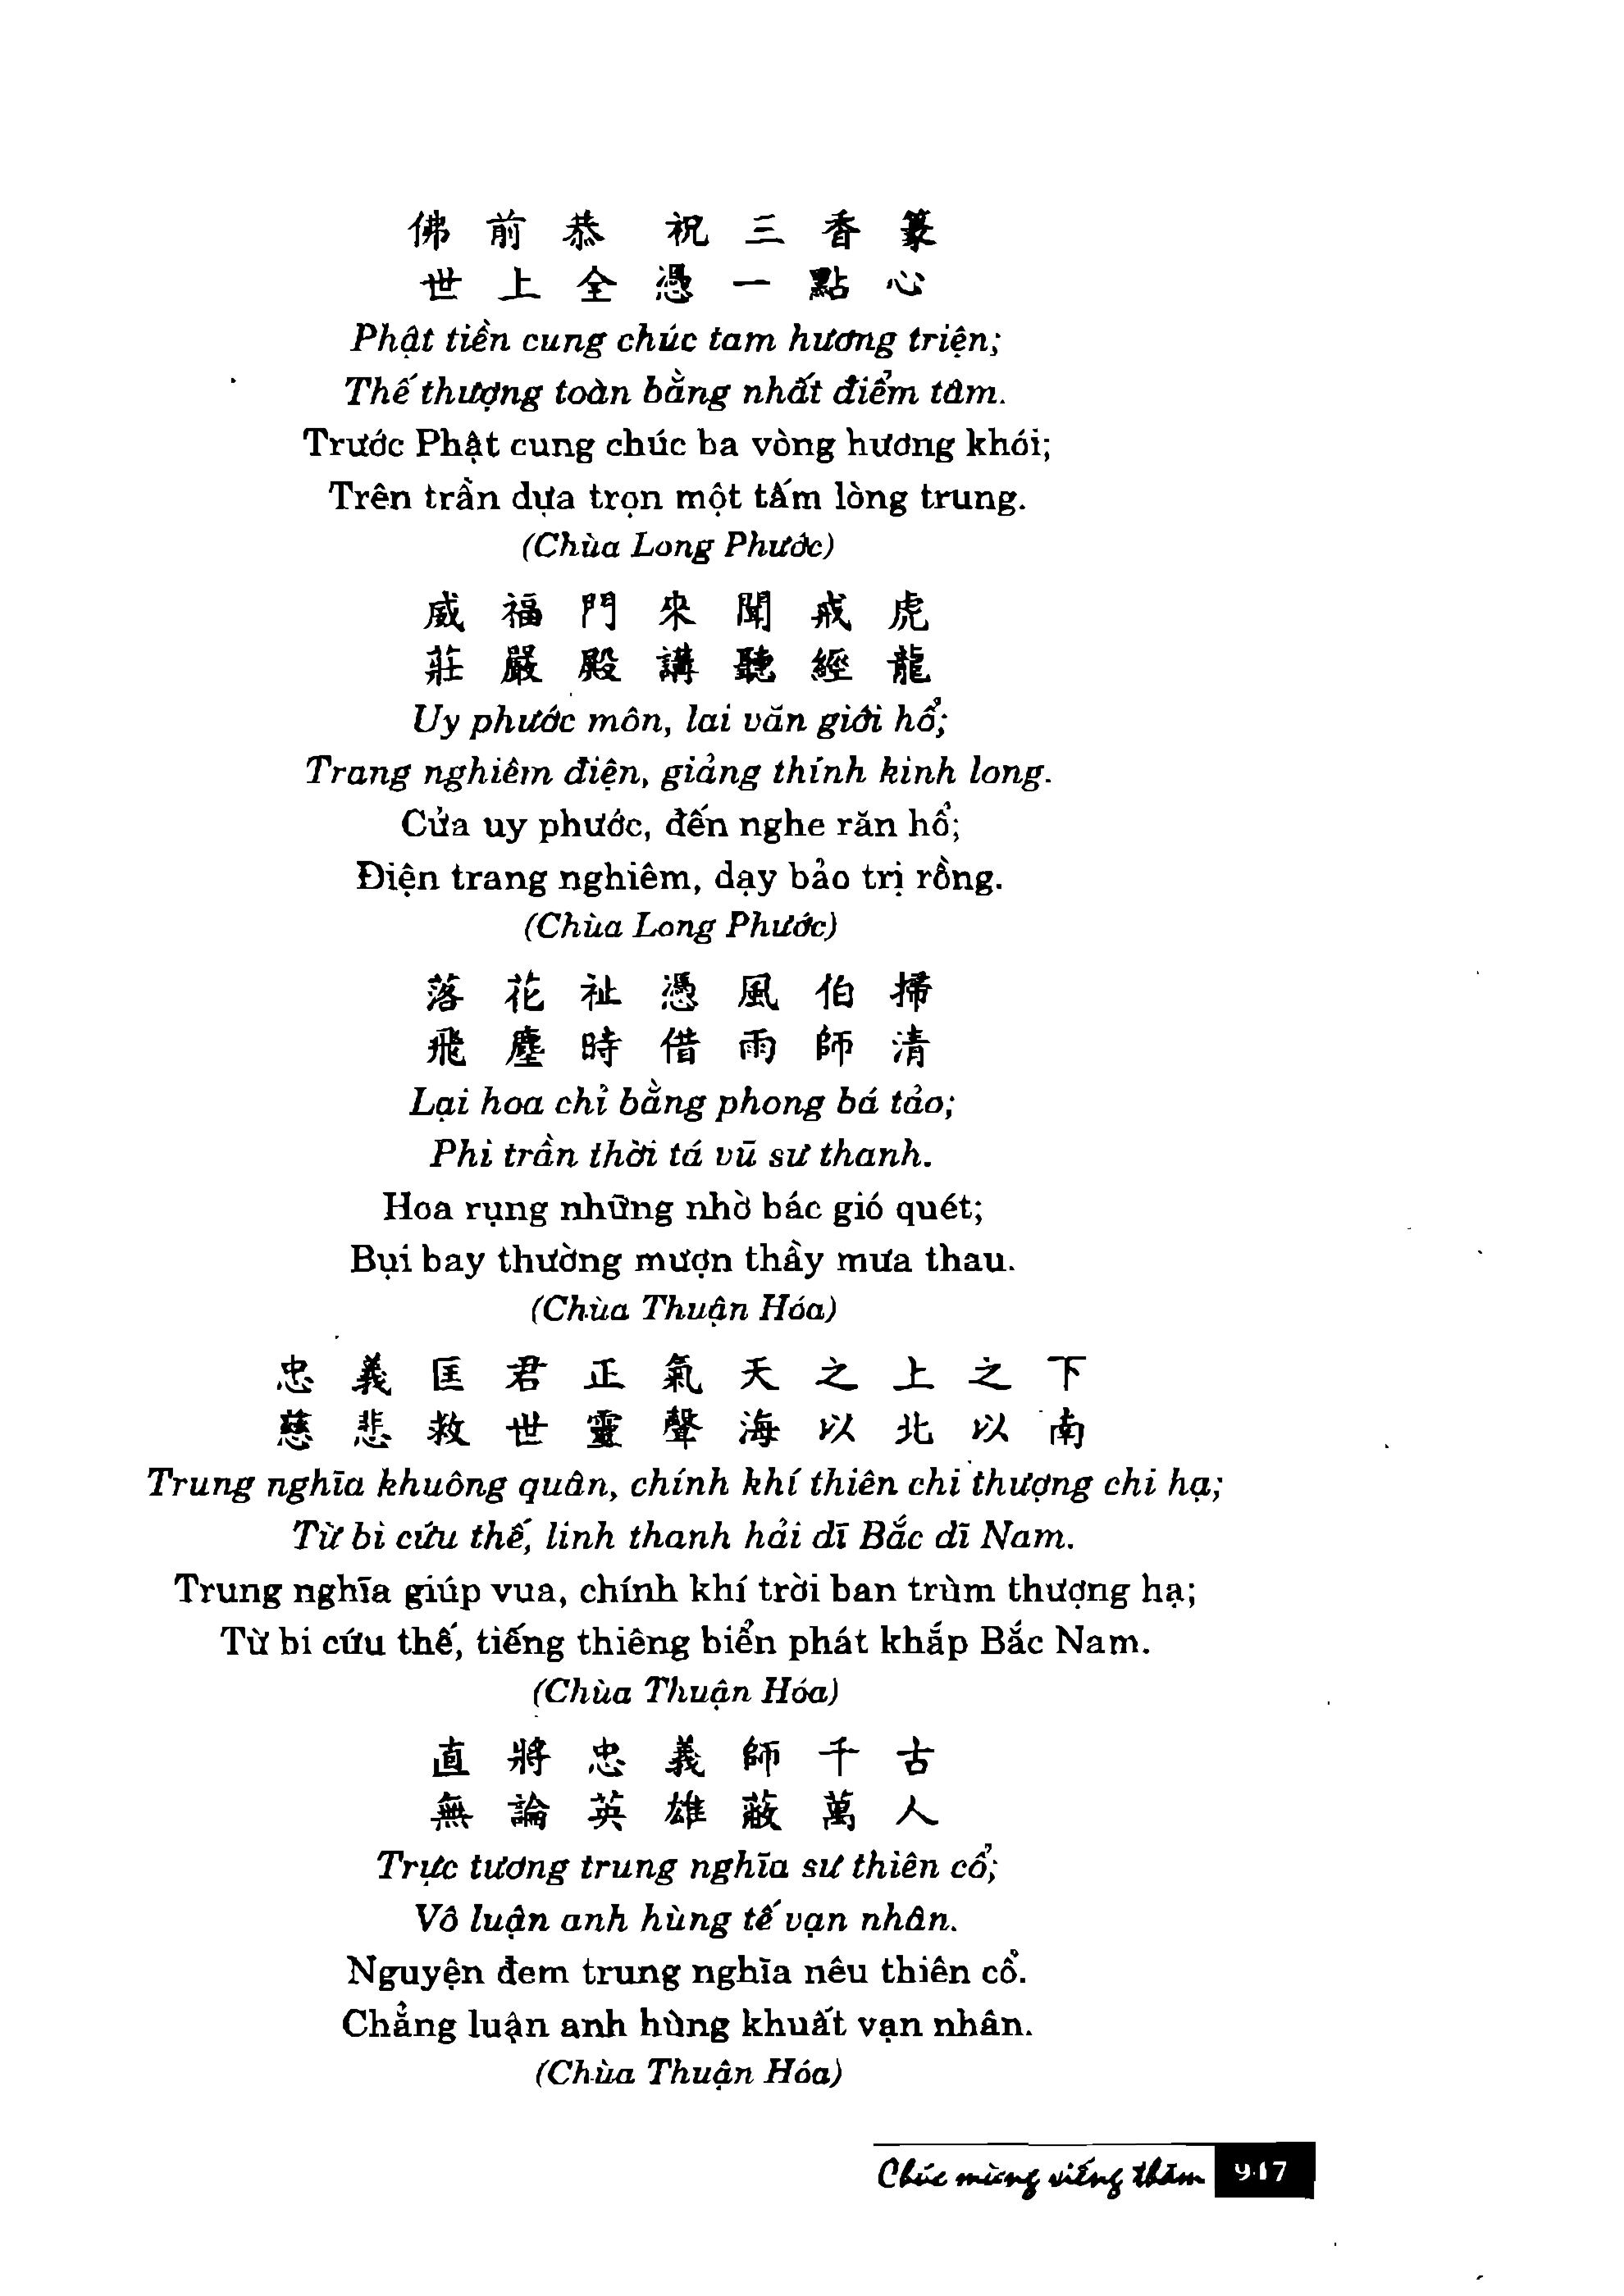 佛前恭祝三香篆
世上全憑一點心
Phật tiền cung chúc tam hương triện;
Thế thượng toàn bằng nhất điểm tâm.
Trước Phật cung chúc ba vòng hương khói;
Trên trần dựa trọn một tấm lòng trung.
(Chùa Long Phước)
威福門來聞戒虎
莊嚴殿講聽經龍
Uy phước môn, lai văn giới hổ;
Trang nghiêm điện, giảng thính kinh long.
Cửa uy phước, đến nghe răn hổ;
Điện trang nghiêm, dạy bảo trị rồng.
(Chùa Long Phước)
落花祉憑風伯掃
飛塵時借雨師清
Lại hoa chỉ bằng phong bá tảo;
Phi trần thời tá vũ sư thanh.
Hoa rụng những nhờ bác gió quét;
Bụi bay thường mượn thầy mưa thau.
(Chùa Thuận Hóa)
忠義匡君正氣天之上之下
慈悲救世靈聲海以北以南
Trung nghĩa khuông quân, chính khí thiên chi thượng chi hạ;
Từ bi cứu thế, linh thanh hải dĩ Bắc dĩ Nam.
Trung nghĩa giúp vua, chính khí trời ban trùm thượng hạ;
Từ bi cứu thế, tiếng thiêng biển phát khắp Bắc Nam.
(Chùa Thuận Hóa)
直將忠義師千古
無論英雄蔽萬人
Trực tương trung nghĩa sư thiên cổ;
Vô luận anh hùng tế vạn nhân.
Nguyện đem trung nghĩa nêu thiên cổ.
Chẳng luận anh hùng khuất vạn nhân.
(Chùa Thuận Hóa)
Chúc mừng viếng thăm 947